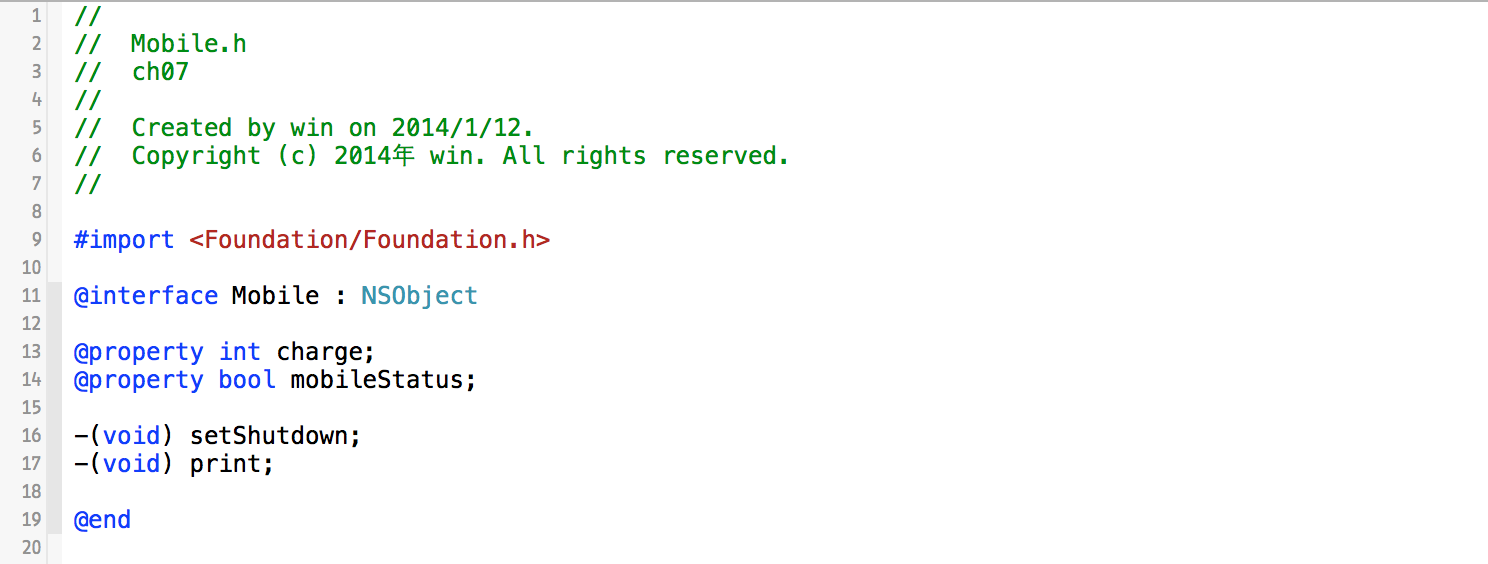 1 //
2 //  Mobile.h
3 //  ch07
4 //
5 //  Created by win on 2014/1/12.
6 //  Copyright (c) 2014年 win. All rights reserved.
7 //
8
9 #import <Foundation/Foundation.h>
10
11 @interface Mobile : NSObject
12
13 @property int charge;
14 @property bool mobileStatus;
15
16 -(void) setShutdown;
17 -(void) print;
18
19 @end
20